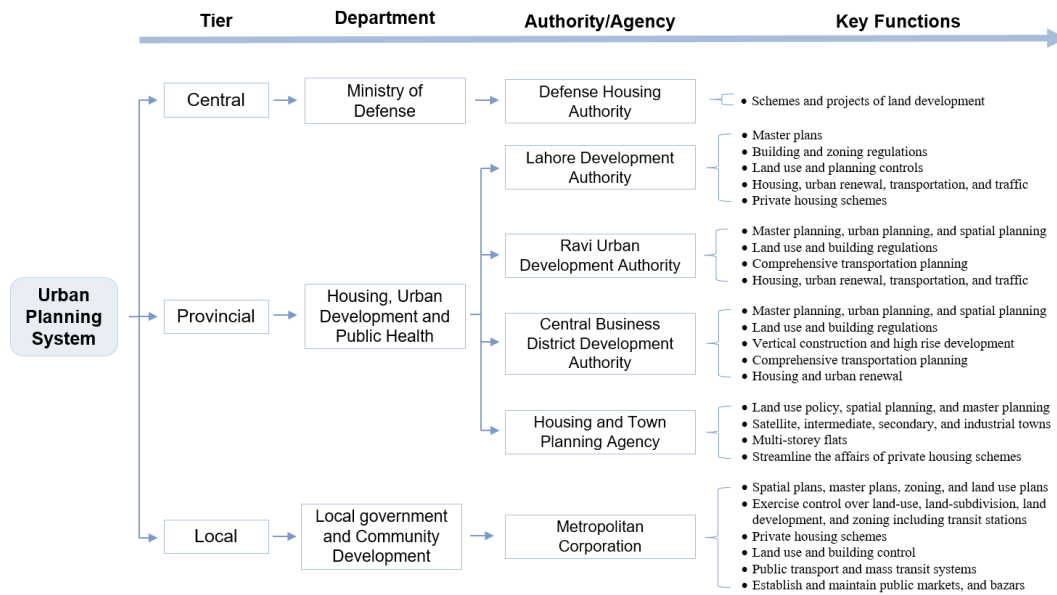 Tier
Department
Authority/Agency
Key Functions
Urban
Planning
System
Central
Ministry of
Defense
Defense Housing
Authority
• Schemes and projects of land development
Provincial
Housing, Urban
Development and
Public Health
Lahore Development
Authority
• Master plans
• Building and zoning regulations
• Land use and planning controls
• Housing, urban renewal, transportation, and traffic
• Private housing schemes
Ravi Urban
Development Authority
• Master planning, urban planning, and spatial planning
• Land use and building regulations
• Comprehensive transportation planning
• Housing, urban renewal, transportation, and traffic
Central Business
District Development
Authority
• Master planning, urban planning, and spatial planning
• Land use and building regulations
• Vertical construction and high rise development
• Comprehensive transportation planning
• Housing and urban renewal
Housing and Town
Planning Agency
• Land use policy, spatial planning, and master planning
• Satellite, intermediate, secondary, and industrial towns
• Multi-storey flats
• Streamline the affairs of private housing schemes
Local
Local government
and Community
Development
Metropolitan
Corporation
• Spatial plans, master plans, zoning, and land use plans
• Exercise control over land-use, land-subdivision, land
development, and zoning including transit stations
• Private housing schemes
• Land use and building control
• Public transport and mass transit systems
• Establish and maintain public markets, and bazars